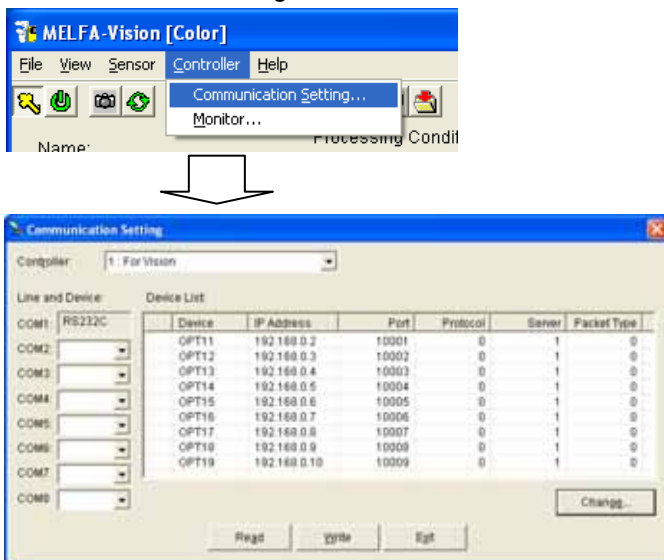 MELFA-Vision [Color]
File View Sensor Controller Help
Communication Setting...
Monitor...
Name:
Processing Condit
Communication Setting
Controller: 1 : For Vision
Line and Device: Device List:
Device IP Address Port Protocol Server Packet Type
COM1: RS232C
COM2:
COM3:
COM4:
COM5:
COM6:
COM7:
COM8:
OPT11 192.168.0.2 10001 0 1 0
OPT12 192.168.0.3 10002 0 1 0
OPT13 192.168.0.4 10003 0 1 0
OPT14 192.168.0.5 10004 0 1 0
OPT15 192.168.0.6 10005 0 1 0
OPT16 192.168.0.7 10006 0 1 0
OPT17 192.168.0.8 10007 0 1 0
OPT18 192.168.0.9 10008 0 1 0
OPT19 192.168.0.10 10009 0 1 0
Change...
Read Write Exit